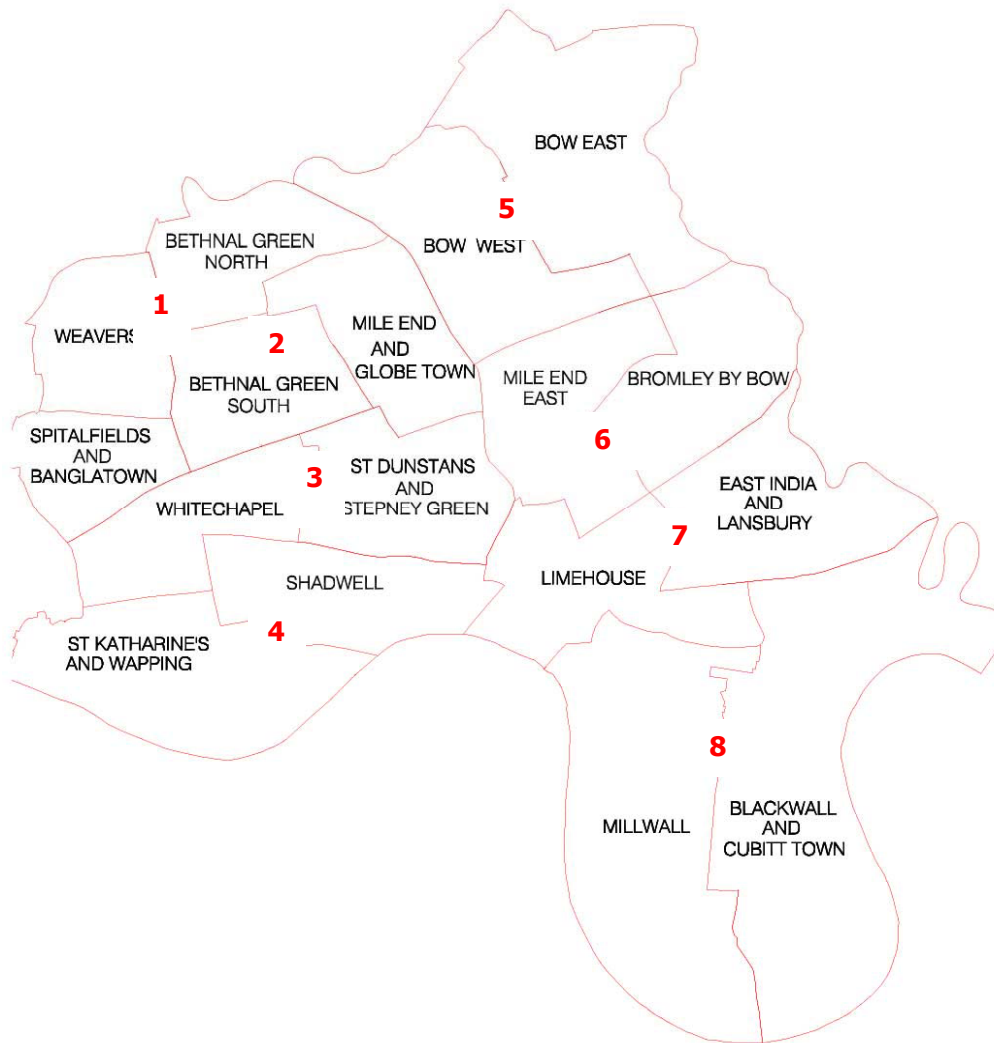 BOW EAST
5
BOW WEST
BETHNAL GREEN
NORTH
1
WEAVERS
2
MILE END
AND
GLOBE TOWN
BETHNAL GREEN
SOUTH
MILE END
EAST
BROMLEY BY BOW
6
SPITALFIELDS
AND
BANGLATOWN
3
ST DUNSTANS
AND
STEPNEY GREEN
WHITECHAPEL
EAST INDIA
AND
LANSBURY
7
LIMEHOUSE
SHADWELL
4
ST KATHARINE'S
AND WAPPING
8
MILLWALL
BLACKWALL
AND
CUBITT TOWN